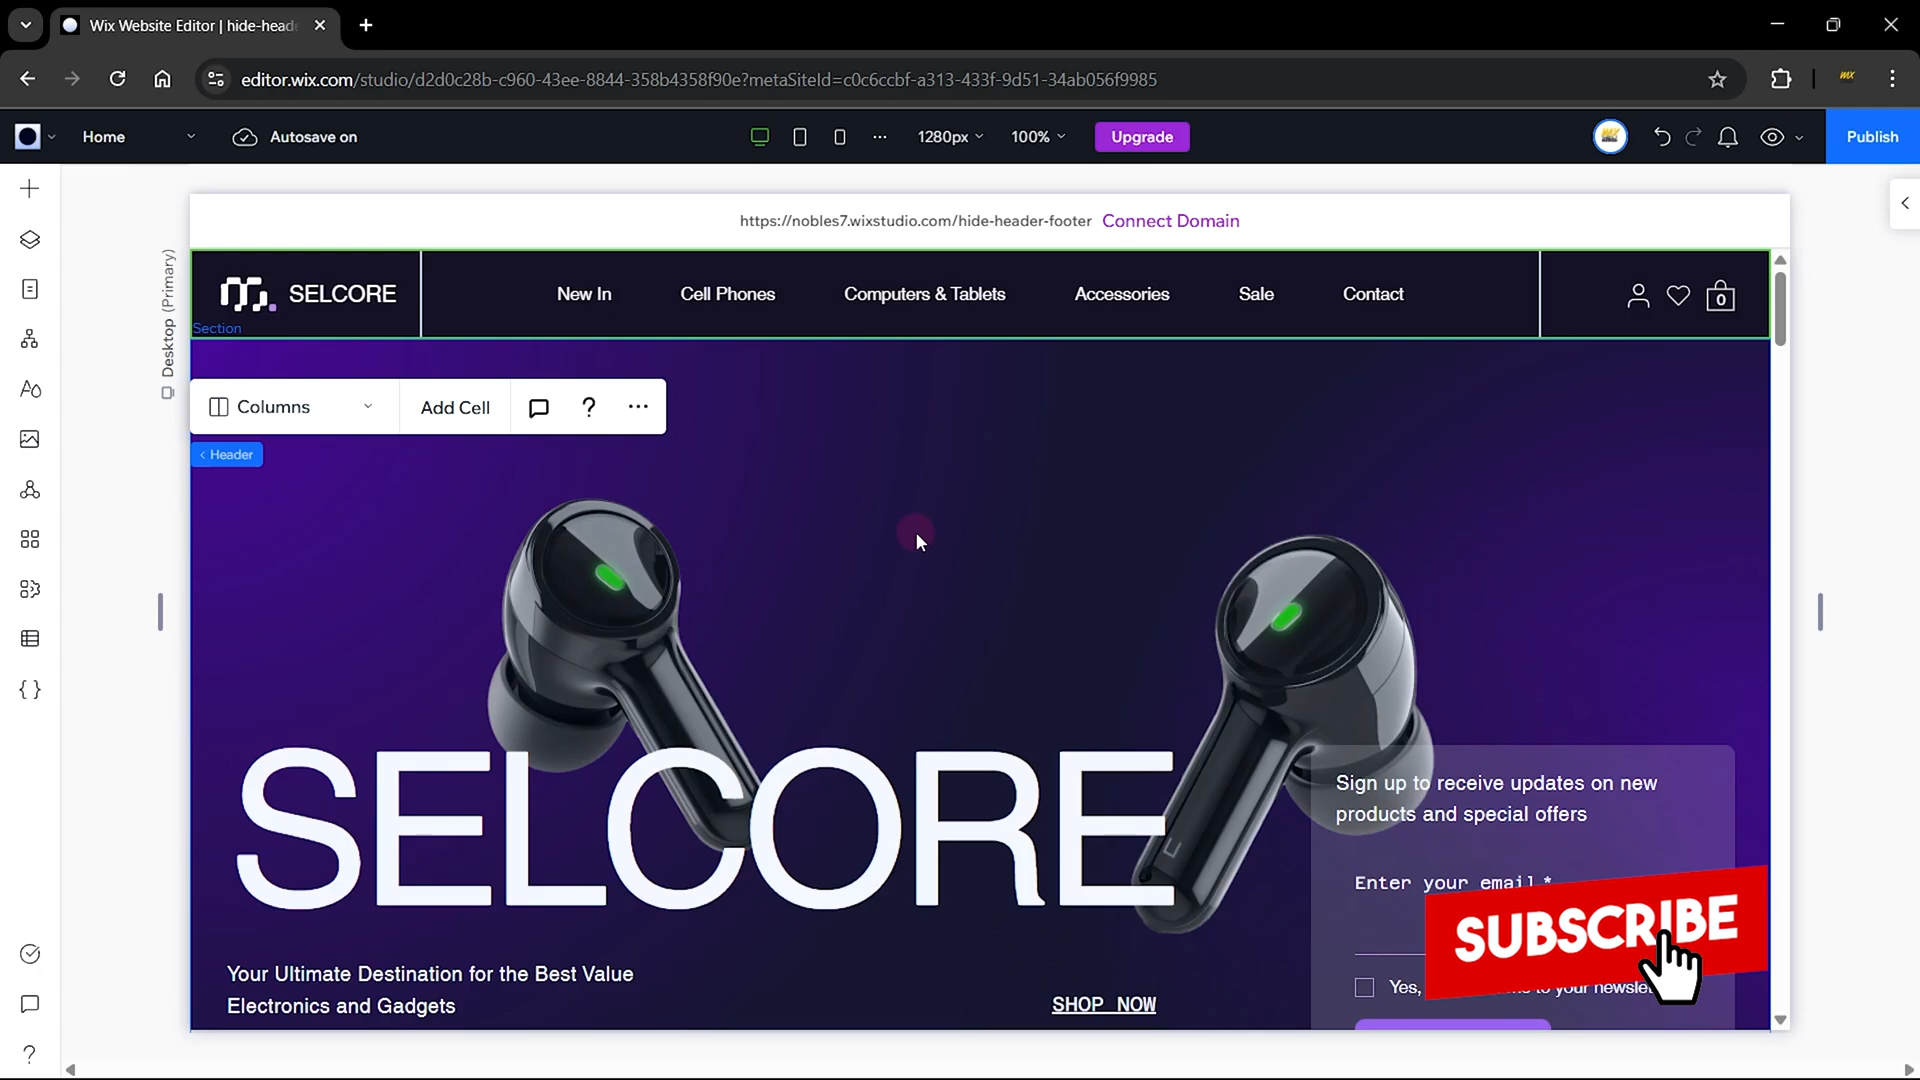 Wix Website Editor | hide-head
editor.wix.com/studio/d2d0c28b-c960-43ee-8844-358b4358f90e?metaSiteId=c0c6ccbf-a313-433f-9d51-34ab056f9985
Home
Autosave on
1280px
100%
Upgrade
Publish
https://nobles7.wixstudio.com/hide-header-footer Connect Domain
Desktop (Primary)
SELCORE
New In
Cell Phones
Computers & Tablets
Accessories
Sale
Contact
0
Section
Columns
Add Cell
?
< Header
SELCORE
Sign up to receive updates on new
products and special offers
Enter your email *
SUBSCRIBE
Yes, to your newsle
Your Ultimate Destination for the Best Value
Electronics and Gadgets
SHOP NOW